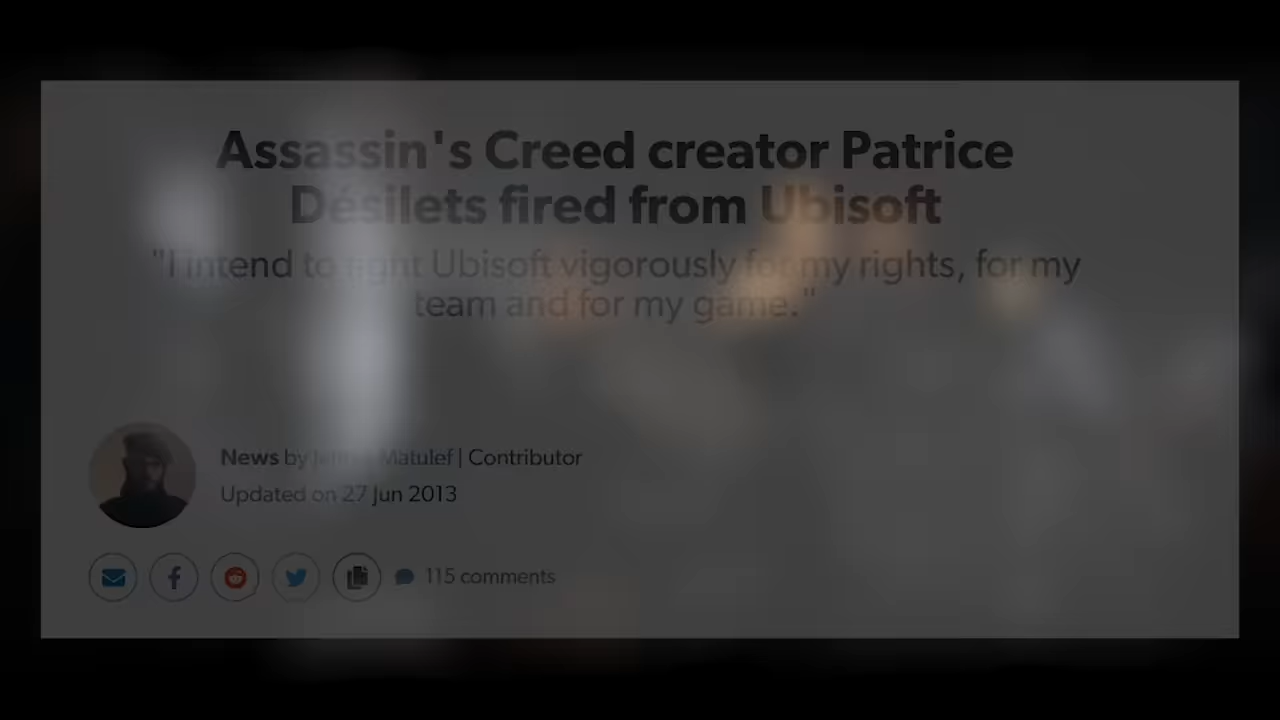 Assassin's Creed creator Patrice
Désilets fired from Ubisoft
"I intend to fight Ubisoft vigorously for my rights, for my
team and for my game."
News by Matulef | Contributor
Updated on 27 Jun 2013
115 comments